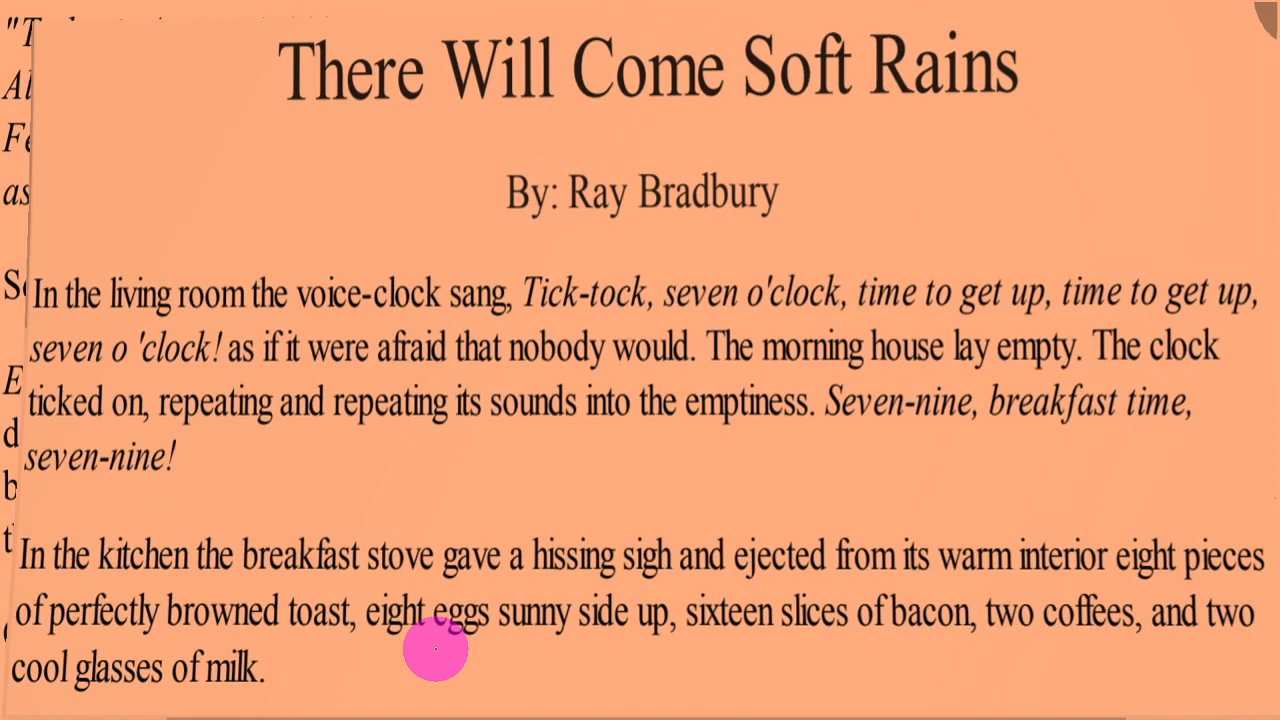 There Will Come Soft Rains
By: Ray Bradbury
In the living room the voice-clock sang, Tick-tock, seven o'clock, time to get up, time to get up,
seven o 'clock! as if it were afraid that nobody would. The morning house lay empty. The clock
ticked on, repeating and repeating its sounds into the emptiness. Seven-nine, breakfast time,
seven-nine!
In the kitchen the breakfast stove gave a hissing sigh and ejected from its warm interior eight pieces
of perfectly browned toast, eight eggs sunny side up, sixteen slices of bacon, two coffees, and two
cool glasses of milk.